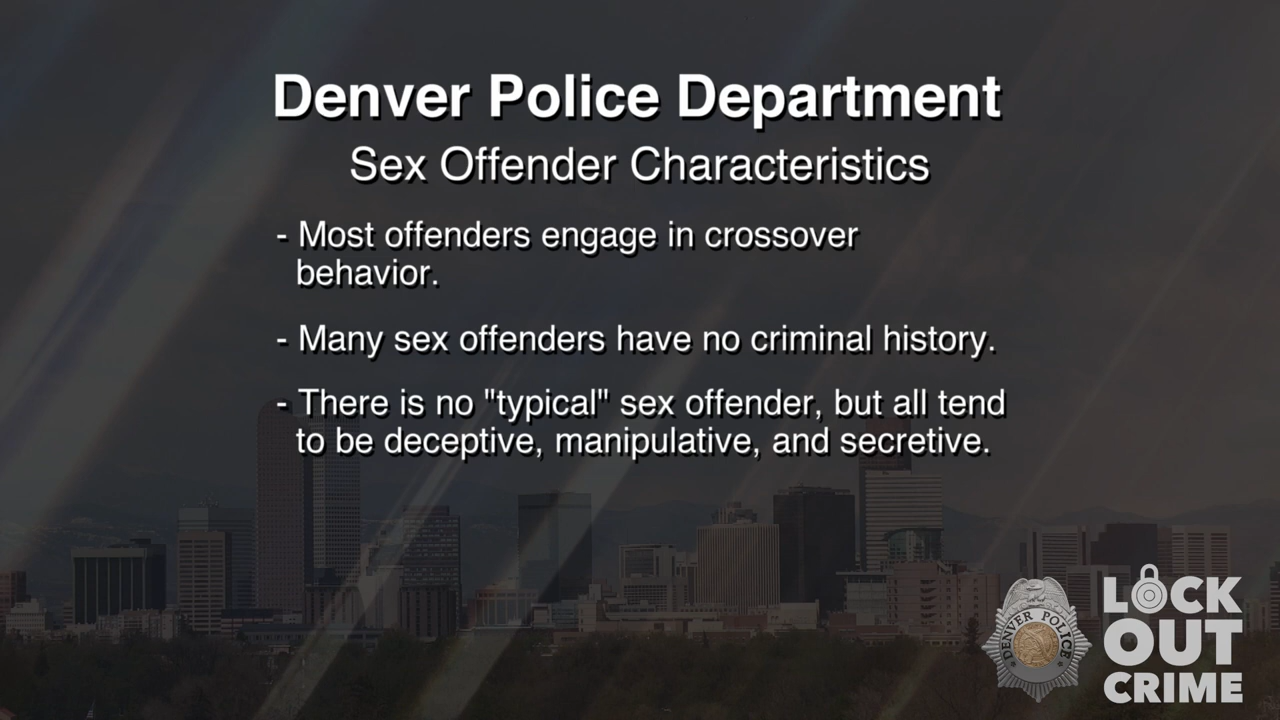 Denver Police Department
Sex Offender Characteristics
- Most offenders engage in crossover
behavior.
- Many sex offenders have no criminal history.
- There is no "typical" sex offender, but all tend
to be deceptive, manipulative, and secretive.
DENVER POLICE
LOCK
OUT
CRIME